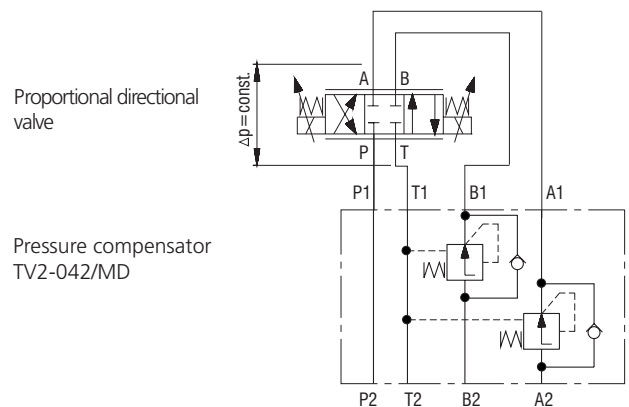 A B
Proportional directional
valve
Δp = const.
P T
P1 T1 B1 A1
Pressure compensator
TV2-042/MD
P2 T2 B2 A2